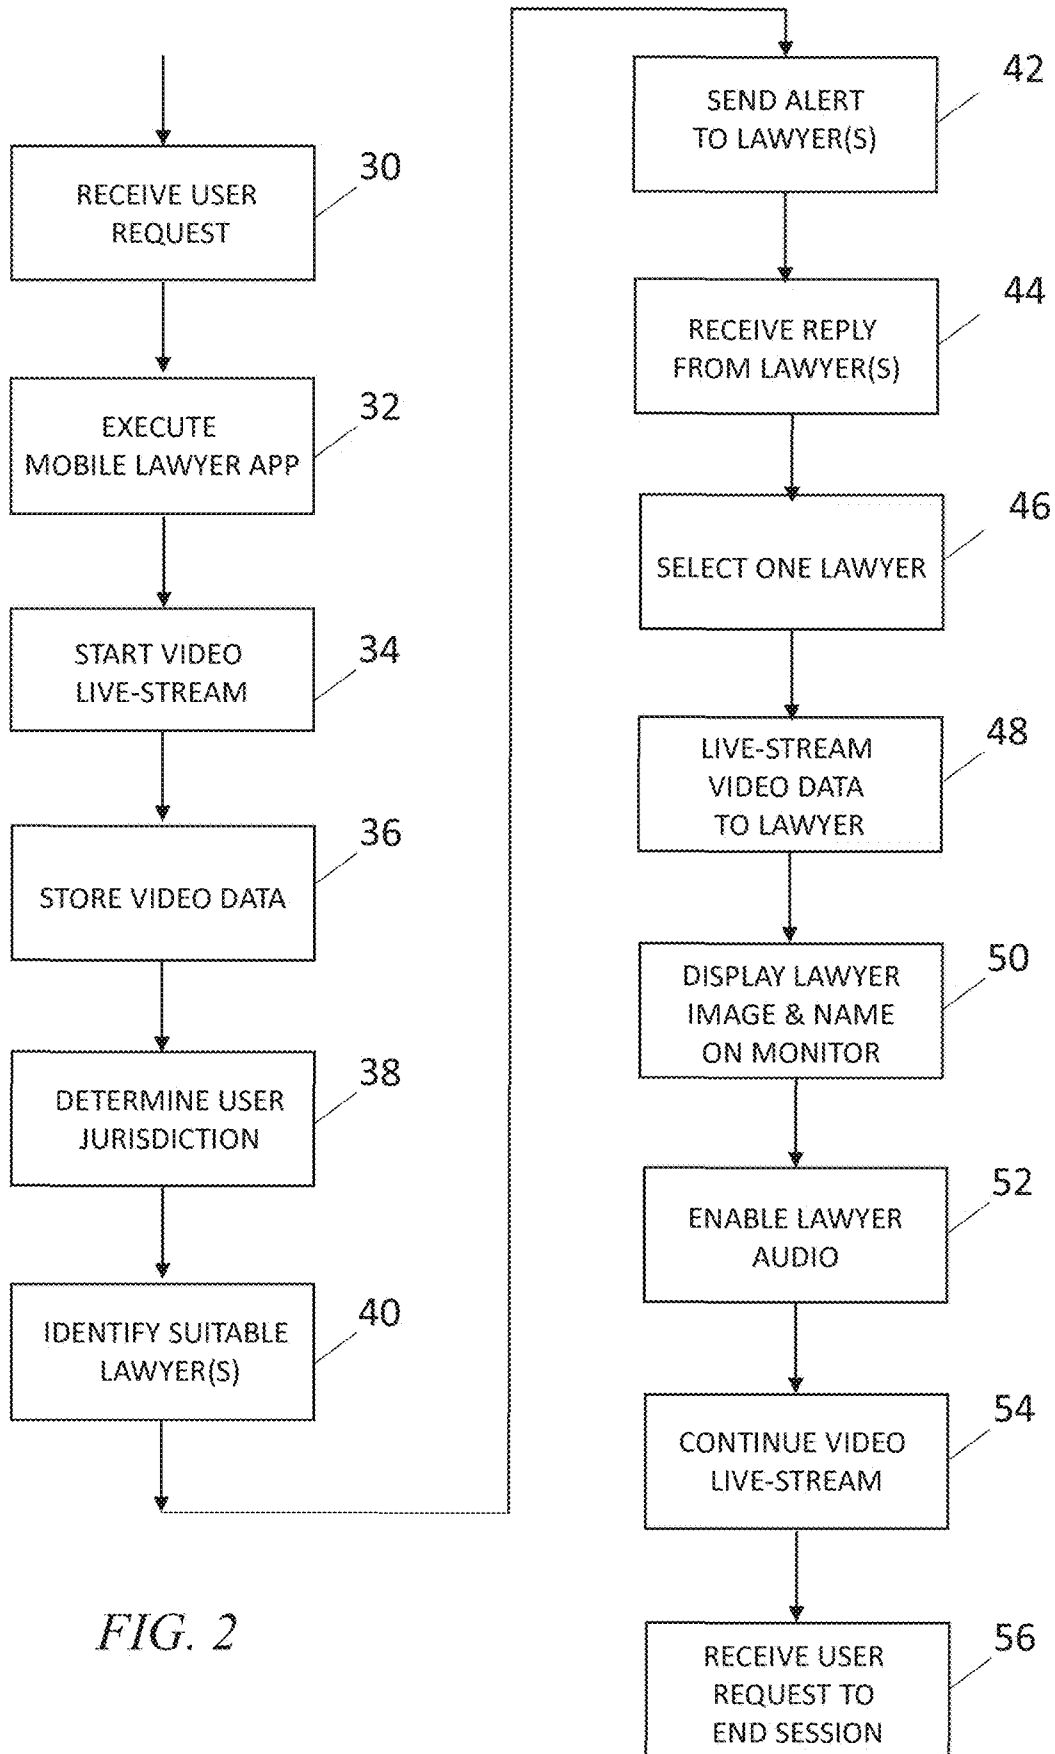 RECEIVE USER
REQUEST
30
EXECUTE
MOBILE LAWYER APP
32
START VIDEO
LIVE-STREAM
34
STORE VIDEO DATA
36
DETERMINE USER
JURISDICTION
38
IDENTIFY SUITABLE
LAWYER(S)
40
SEND ALERT
TO LAWYER(S)
42
RECEIVE REPLY
FROM LAWYER(S)
44
SELECT ONE LAWYER
46
LIVE-STREAM
VIDEO DATA
TO LAWYER
48
DISPLAY LAWYER
IMAGE & NAME
ON MONITOR
50
ENABLE LAWYER
AUDIO
52
CONTINUE VIDEO
LIVE-STREAM
54
RECEIVE USER
REQUEST TO
END SESSION
56
FIG. 2